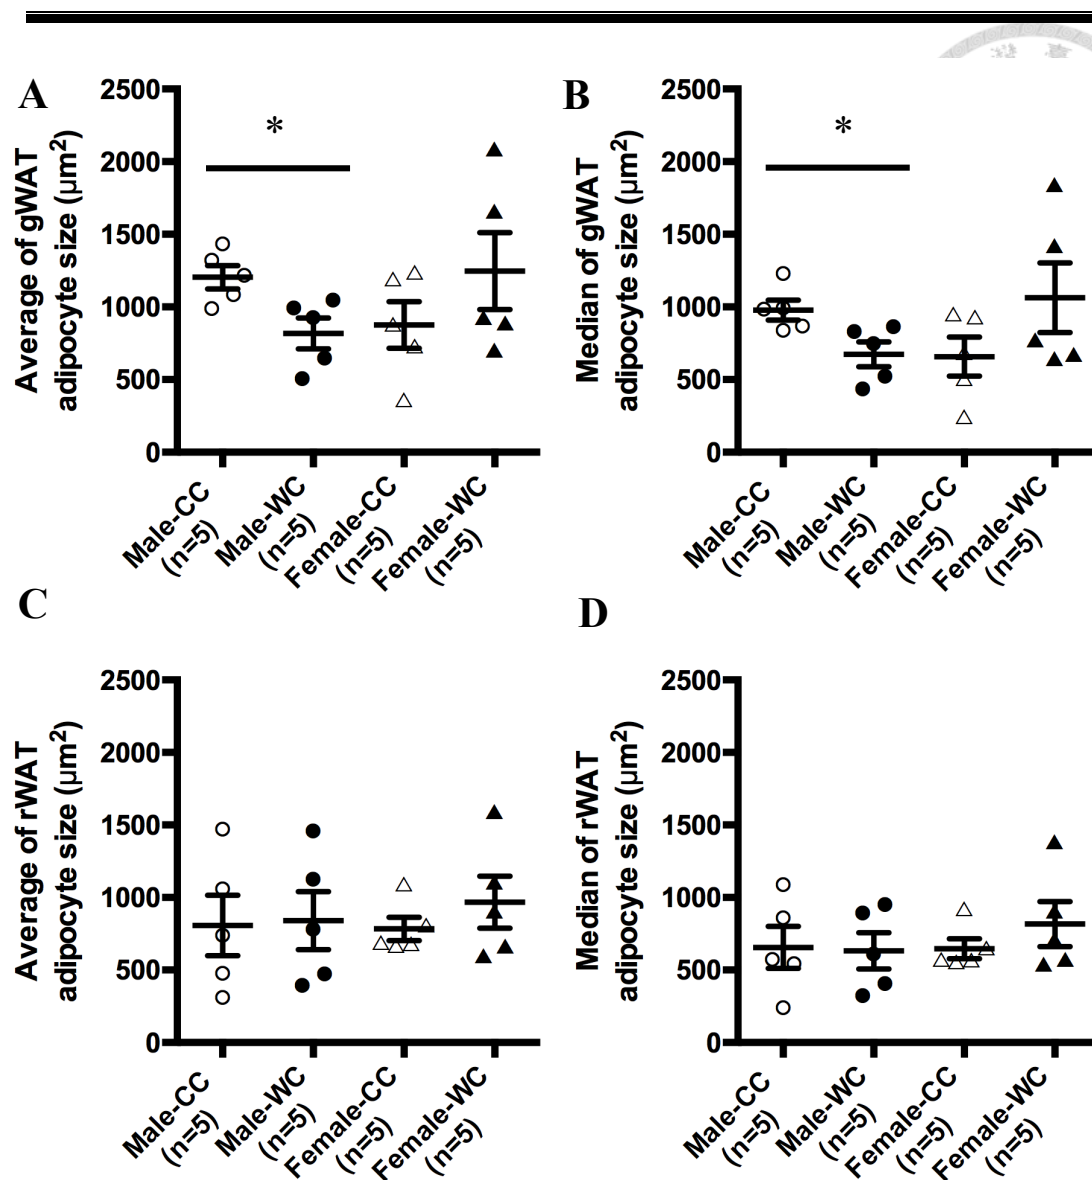 A
Average of gWAT
adipocyte size (μm²)
2500
2000
1500
1000
500
0
*
Male-CC
(n=5)
Male-WC
(n=5)
Female-CC
(n=5)
Female-WC
(n=5)
B
Median of gWAT
adipocyte size (μm²)
2500
2000
1500
1000
500
0
*
Male-CC
(n=5)
Male-WC
(n=5)
Female-CC
(n=5)
Female-WC
(n=5)
C
Average of rWAT
adipocyte size (μm²)
2500
2000
1500
1000
500
0
Male-CC
(n=5)
Male-WC
(n=5)
Female-CC
(n=5)
Female-WC
(n=5)
D
Median of rWAT
adipocyte size (μm²)
2500
2000
1500
1000
500
0
Male-CC
(n=5)
Male-WC
(n=5)
Female-CC
(n=5)
Female-WC
(n=5)